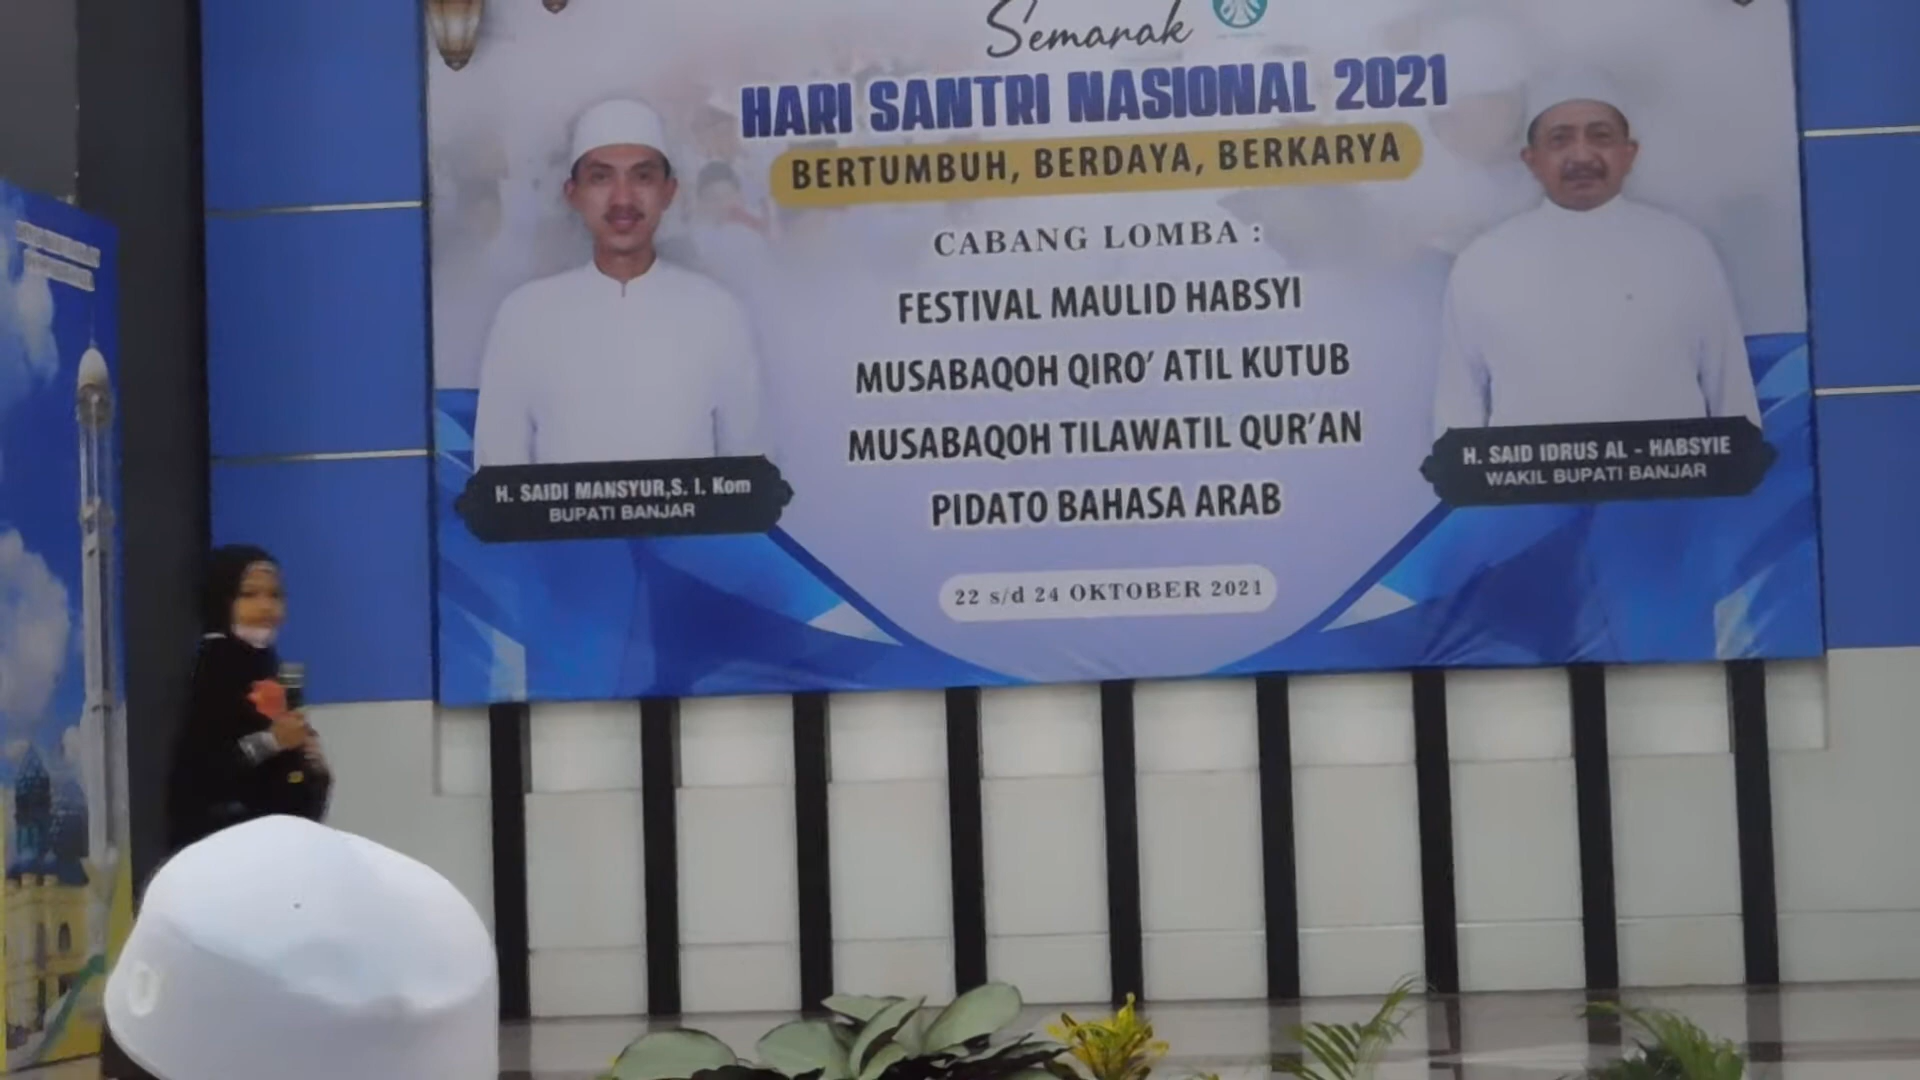 Semarak
HARI SANTRI NASIONAL 2021
BERTUMBUH, BERDAYA, BERKARYA
CABANG LOMBA :
FESTIVAL MAULID HABSYI
MUSABAQOH QIRO' ATIL KUTUB
MUSABAQOH TILAWATIL QUR'AN
PIDATO BAHASA ARAB
22 s/d 24 OKTOBER 2021
H. SAIDI MANSYUR,S. I. Kom
BUPATI BANJAR
H. SAID IDRUS AL - HABSYIE
WAKIL BUPATI BANJAR